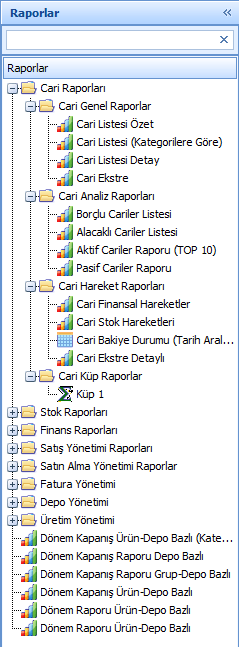 Raporlar
Raporlar
Cari Raporları
Cari Genel Raporlar
Cari Listesi Özet
Cari Listesi (Kategorilere Göre)
Cari Listesi Detay
Cari Ekstre
Cari Analiz Raporları
Borçlu Cariler Listesi
Alacaklı Cariler Listesi
Aktif Cariler Raporu (TOP 10)
Pasif Cariler Raporu
Cari Hareket Raporları
Cari Finansal Hareketler
Cari Stok Hareketleri
Cari Bakiye Durumu (Tarih Aral...
Cari Ekstre Detaylı
Cari Küp Raporlar
Küp 1
Stok Raporları
Finans Raporları
Satış Yönetimi Raporları
Satın Alma Yönetimi Raporlar
Fatura Yönetimi
Depo Yönetimi
Üretim Yönetimi
Dönem Kapanış Ürün-Depo Bazlı (Kate...
Dönem Kapanış Raporu Depo Bazlı
Dönem Kapanış Raporu Grup-Depo Bazlı
Dönem Kapanış Ürün-Depo Bazlı
Dönem Raporu Ürün-Depo Bazlı
Dönem Raporu Ürün-Depo Bazlı